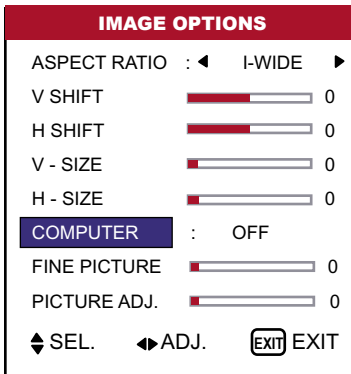 IMAGE OPTIONS
ASPECT RATIO : I-WIDE
V SHIFT 0
H SHIFT 0
V - SIZE 0
H - SIZE 0
COMPUTER : OFF
FINE PICTURE 0
PICTURE ADJ. 0
SEL. ADJ. EXIT EXIT